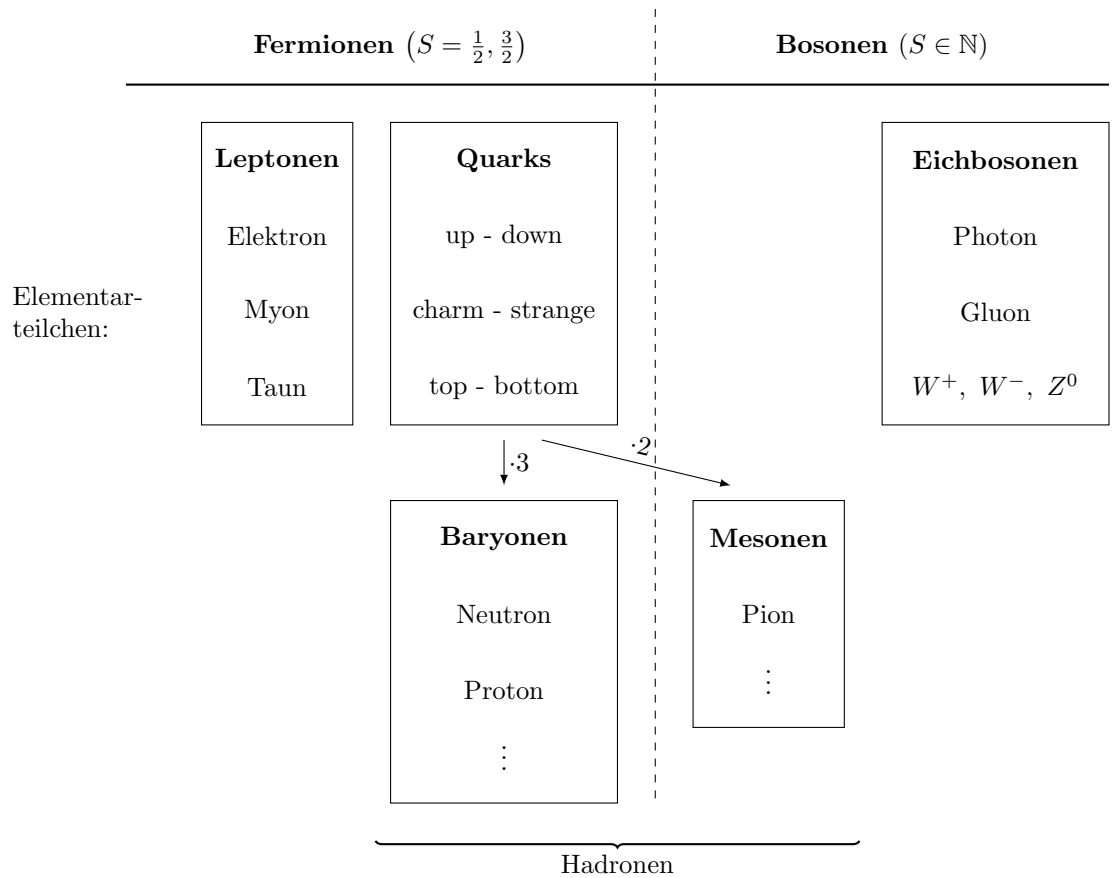 Fermionen (S = 1/2, 3/2)
Bosonen (S ∈ ℕ)
Leptonen
Elektron
Myon
Taun
Quarks
up - down
charm - strange
top - bottom
Eichbosonen
Photon
Gluon
W⁺, W⁻, Z⁰
Elementar-
teilchen:
·3
·2
Baryonen
Neutron
Proton
⋮
Mesonen
Pion
⋮
Hadronen